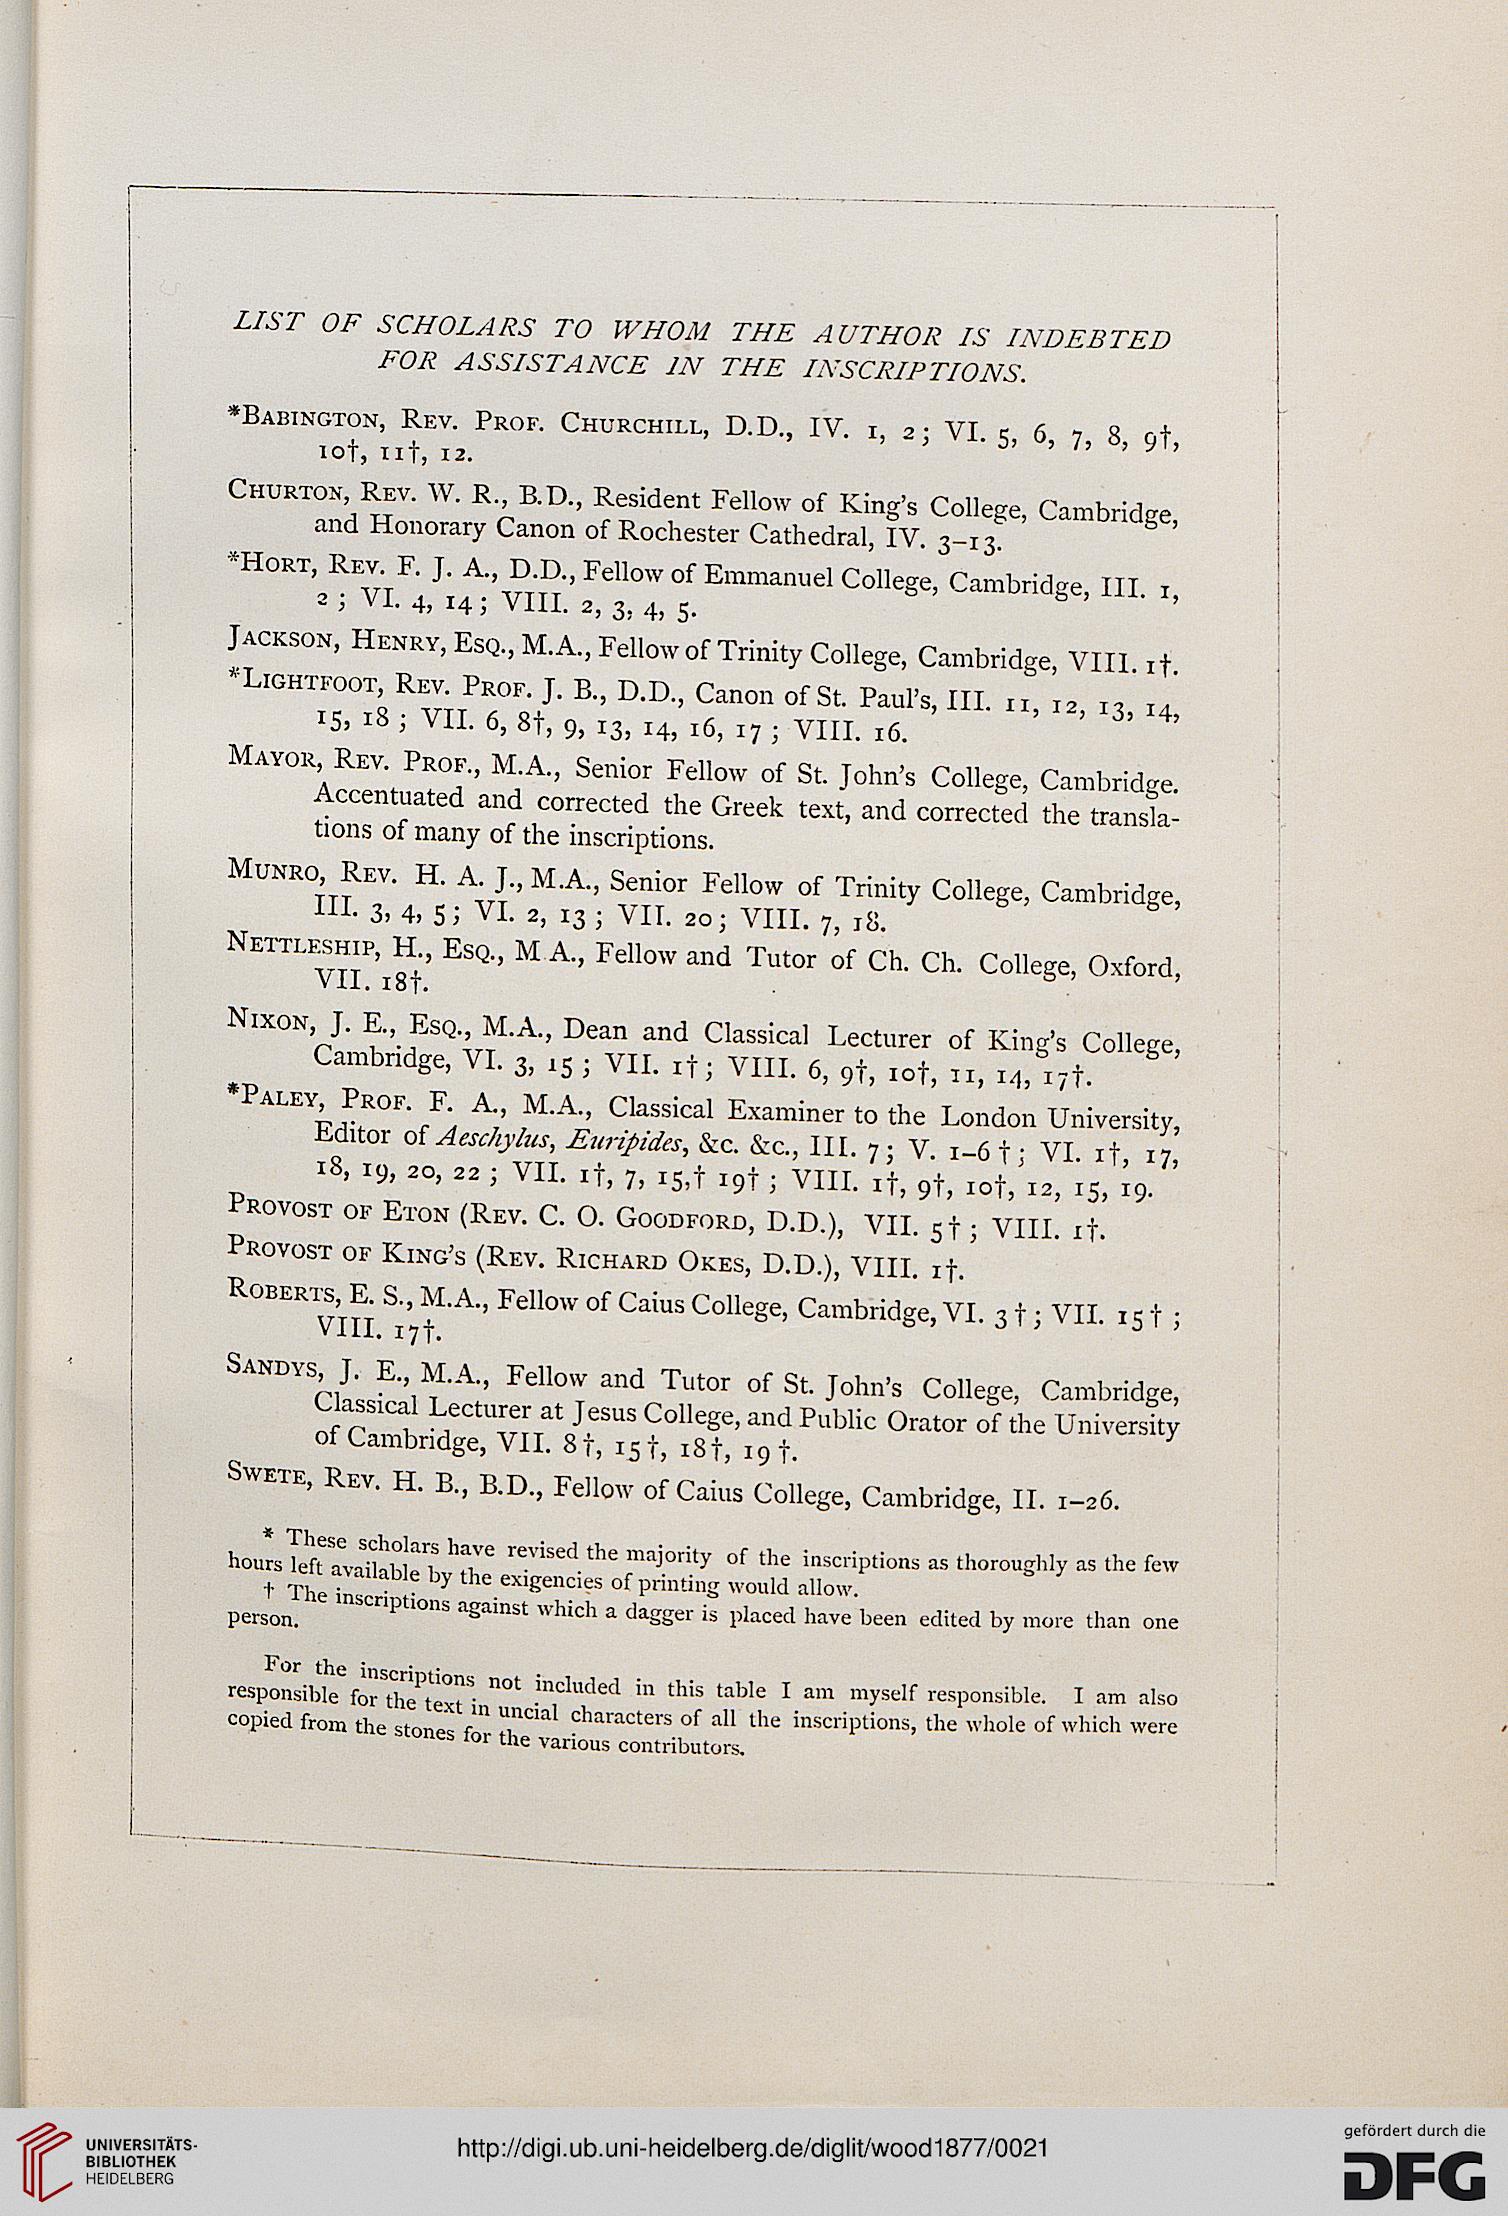 LIST OF SCHOLARS TO WHOM THE AUTHOR IS INDEBTED
FOR ASSISTANCE IN THE INSCRIPTIONS.
*BABINGTON, REV. PROF. CHURCHILL, D.D., IV. 1, 2; VI. 5, 6, 7, 8, 9†,
10†, 11†, 12.
CHURTON, REV. W. R., B.D., Resident Fellow of King's College, Cambridge,
and Honorary Canon of Rochester Cathedral, IV. 3–13.
*HORT, REV. F. J. A., D.D., Fellow of Emmanuel College, Cambridge, III. 1,
2 ; VI. 4, 14; VIII. 2, 3, 4, 5.
JACKSON, HENRY, ESQ., M.A., Fellow of Trinity College, Cambridge, VIII. 1†.
*LIGHTFOOT, REV. PROF. J. B., D.D., Canon of St. Paul's, III. 11, 12, 13, 14,
15, 18 ; VII. 6, 8†, 9, 13, 14, 16, 17 ; VIII. 16.
MAYOR, REV. PROF., M.A., Senior Fellow of St. John's College, Cambridge.
Accentuated and corrected the Greek text, and corrected the transla-
tions of many of the inscriptions.
MUNRO, REV. H. A. J., M.A., Senior Fellow of Trinity College, Cambridge,
III. 3, 4, 5 ; VI. 2, 13 ; VII. 20 ; VIII. 7, 18.
NETTLESHIP, H., ESQ., M A., Fellow and Tutor of Ch. Ch. College, Oxford,
VII. 18†.
NIXON, J. E., ESQ., M.A., Dean and Classical Lecturer of King's College,
Cambridge, VI. 3, 15 ; VII. 1† ; VIII. 6, 9†, 10†, 11, 14, 17†.
*PALEY, PROF. F. A., M.A., Classical Examiner to the London University,
Editor of Aeschylus, Euripides, &c. &c., III. 7 ; V. 1–6 † ; VI. 1†, 17,
18, 19, 20, 22 ; VII. 1†, 7, 15,† 19† ; VIII. 1†, 9†, 10†, 12, 15, 19.
PROVOST OF ETON (REV. C. O. GOODFORD, D.D.), VII. 5† ; VIII. 1†.
PROVOST OF KING'S (REV. RICHARD OKES, D.D.), VIII. 1†.
ROBERTS, E. S., M.A., Fellow of Caius College, Cambridge, VI. 3† ; VII. 15† ;
VIII. 17†.
SANDYS, J. E., M.A., Fellow and Tutor of St. John's College, Cambridge,
Classical Lecturer at Jesus College, and Public Orator of the University
of Cambridge, VII. 8†, 15†, 18†, 19†.
SWETE, REV. H. B., B.D., Fellow of Caius College, Cambridge, II. 1–26.
* These scholars have revised the majority of the inscriptions as thoroughly as the few
hours left available by the exigencies of printing would allow.
† The inscriptions against which a dagger is placed have been edited by more than one
person.
For the inscriptions not included in this table I am myself responsible. I am also
responsible for the text in uncial characters of all the inscriptions, the whole of which were
copied from the stones for the various contributors.
UNIVERSITÄTS-
BIBLIOTHEK
HEIDELBERG
http://digi.ub.uni-heidelberg.de/diglit/wood1877/0021
gefördert durch die
DFG